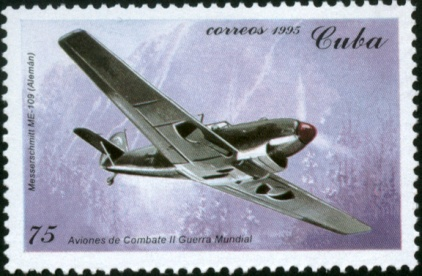 correos 1995 Cuba
Messerschmitt ME-109 (Alemán)
75 Aviones de Combate II Guerra Mundial